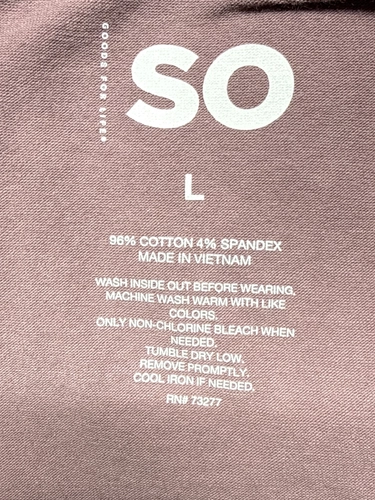 GOODS FOR LIFE®
SO
L
96% COTTON 4% SPANDEX
MADE IN VIETNAM
WASH INSIDE OUT BEFORE WEARING.
MACHINE WASH WARM WITH LIKE
COLORS.
ONLY NON-CHLORINE BLEACH WHEN
NEEDED.
TUMBLE DRY LOW.
REMOVE PROMPTLY.
COOL IRON IF NEEDED.
RN# 73277